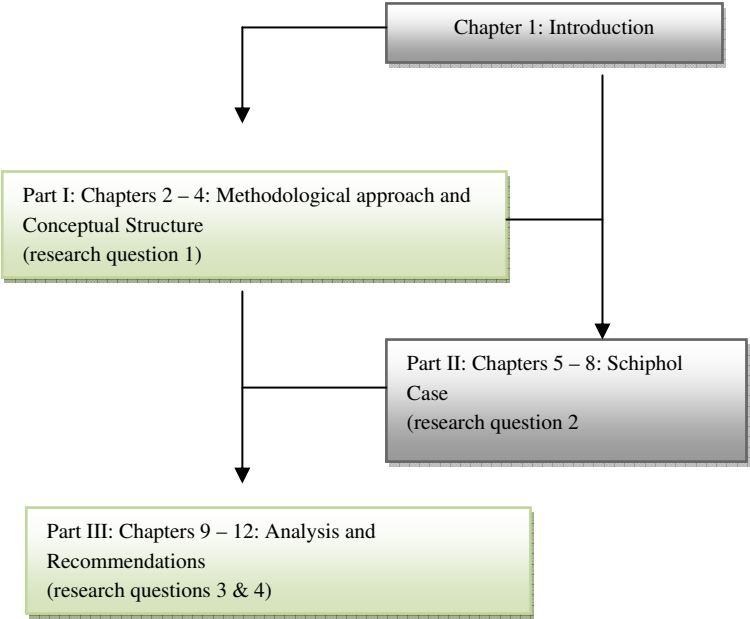 Chapter 1: Introduction
Part I: Chapters 2 – 4: Methodological approach and
Conceptual Structure
(research question 1)
Part II: Chapters 5 – 8: Schiphol
Case
(research question 2
Part III: Chapters 9 – 12: Analysis and
Recommendations
(research questions 3 & 4)